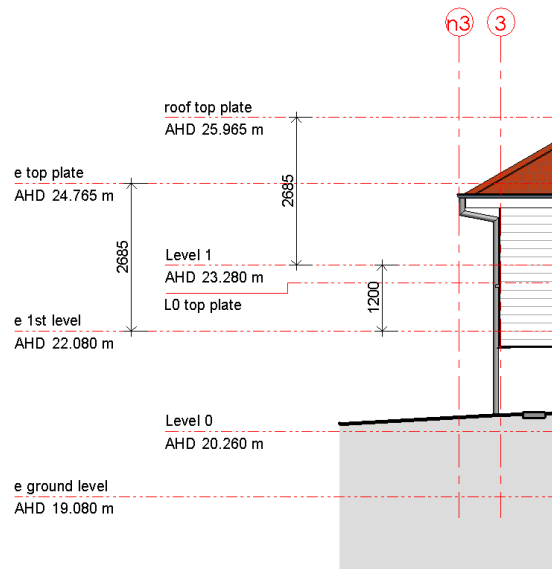 n3 3
roof top plate
AHD 25.965 m
e top plate
AHD 24.765 m
2685
2685
Level 1
AHD 23.280 m
L0 top plate
1200
e 1st level
AHD 22.080 m
Level 0
AHD 20.260 m
e ground level
AHD 19.080 m